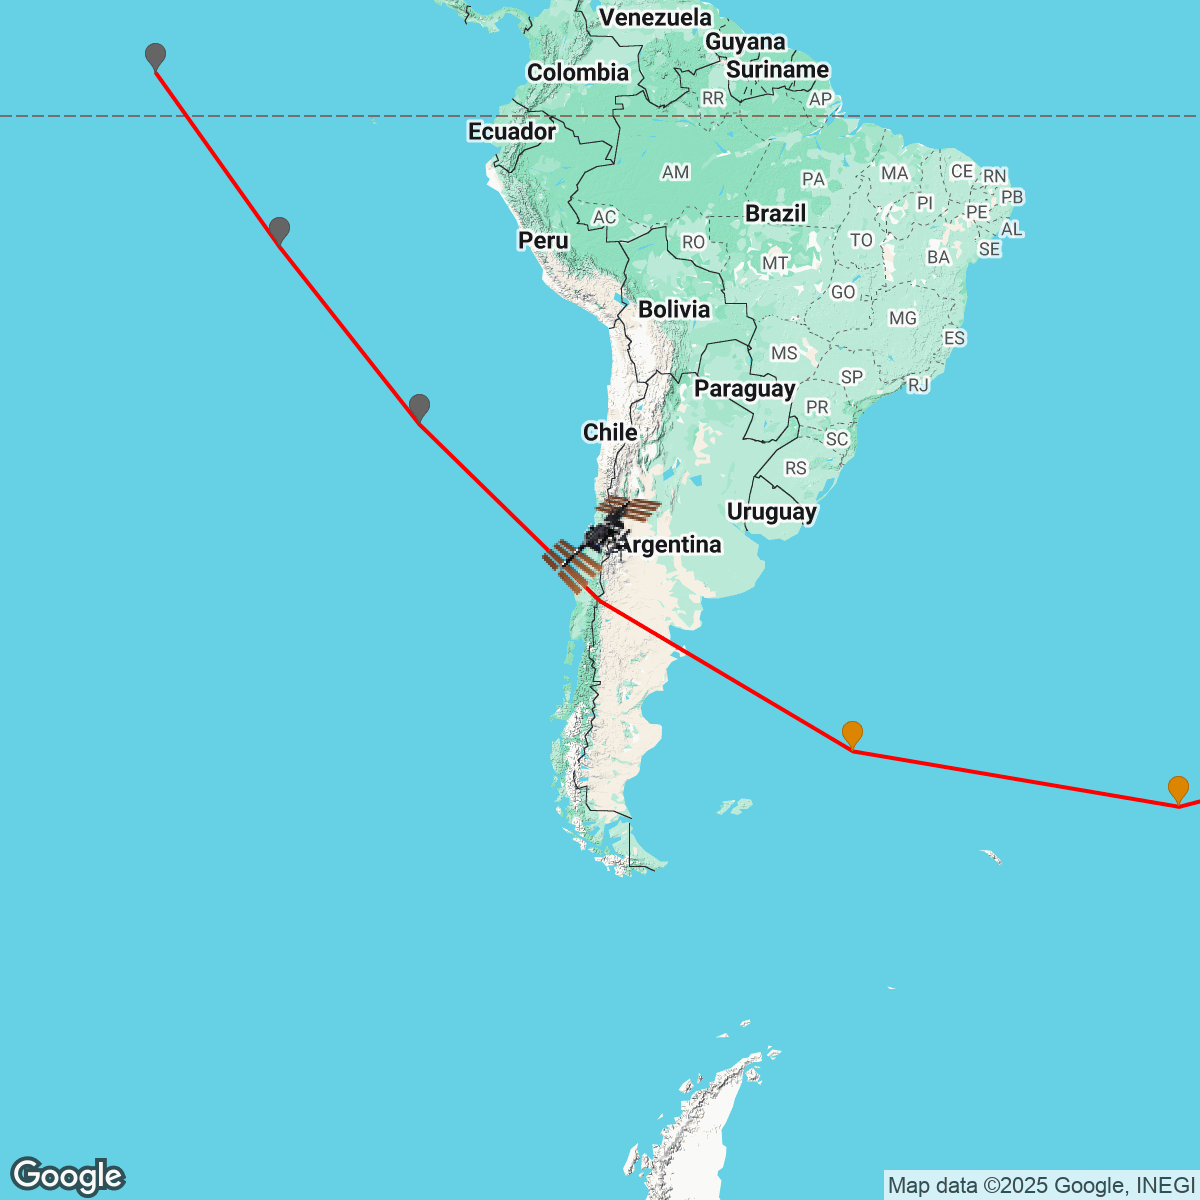 Venezuela
Guyana
Colombia
Suriname
RR
AP
Ecuador
AM
PA
MA
CE
RN
PI
PB
PE
AC
Brazil
AL
Peru
RO
TO
SE
MT
BA
GO
Bolivia
MG
ES
MS
SP
RJ
Paraguay
PR
Chile
SC
RS
Uruguay
Argentina
Google
Map data ©2025 Google, INEGI